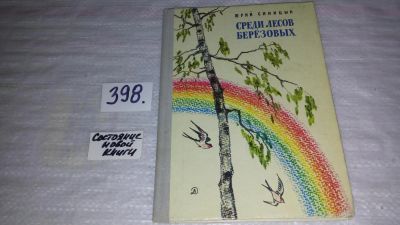 ЮРИЙ СИНИЦЫН
СРЕДИ ЛЕСОВ
БЕРЁЗОВЫХ
398.
Состояние
новой
книги